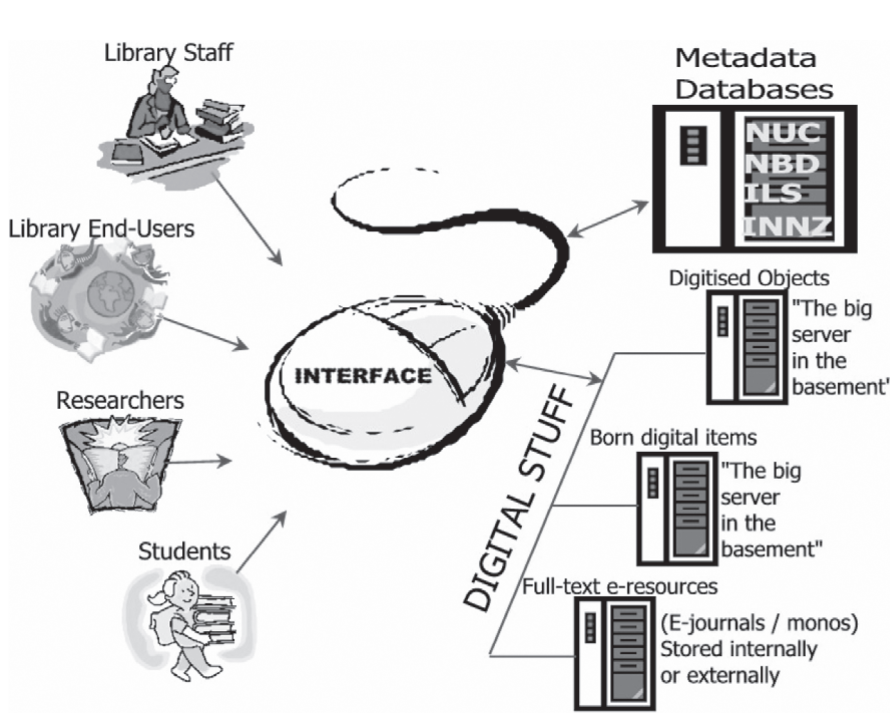 Library Staff
Library End-Users
Researchers
Students
INTERFACE
Metadata
Databases
NUC
NBD
ILS
INNZ
DIGITAL STUFF
Digitised Objects
"The big
server
in the
basement"
Born digital items
"The big
server
in the
basement"
Full-text e-resources
(E-journals / monos)
Stored internally
or externally